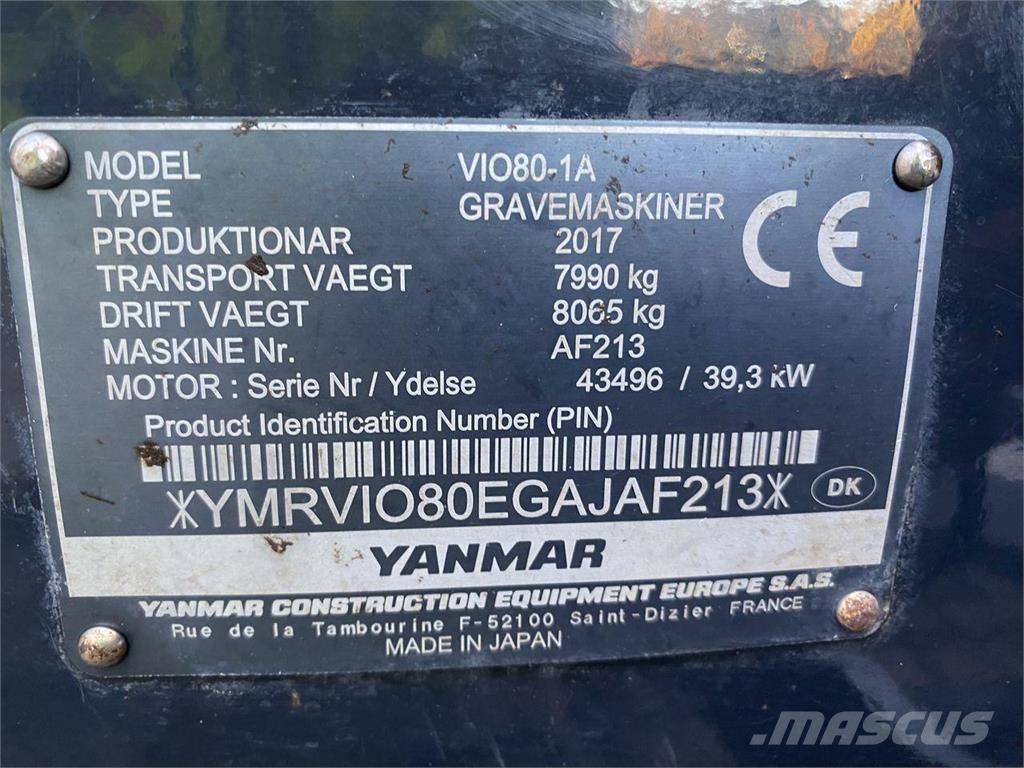 MODEL VIO80-1A
TYPE GRAVEMASKINER
PRODUKTIONAR 2017
CE
TRANSPORT VAEGT 7990 kg
DRIFT VAEGT 8065 kg
MASKINE Nr. AF213
MOTOR : Serie Nr / Ydelse 43496 / 39,3 kW
Product Identification Number (PIN)
YMRVIO80EGAJAF213
DK
YANMAR
YANMAR CONSTRUCTION EQUIPMENT EUROPE S.A.S.
Rue de la Tambourine F-52100 Saint-Dizier FRANCE
MADE IN JAPAN
MASCUS